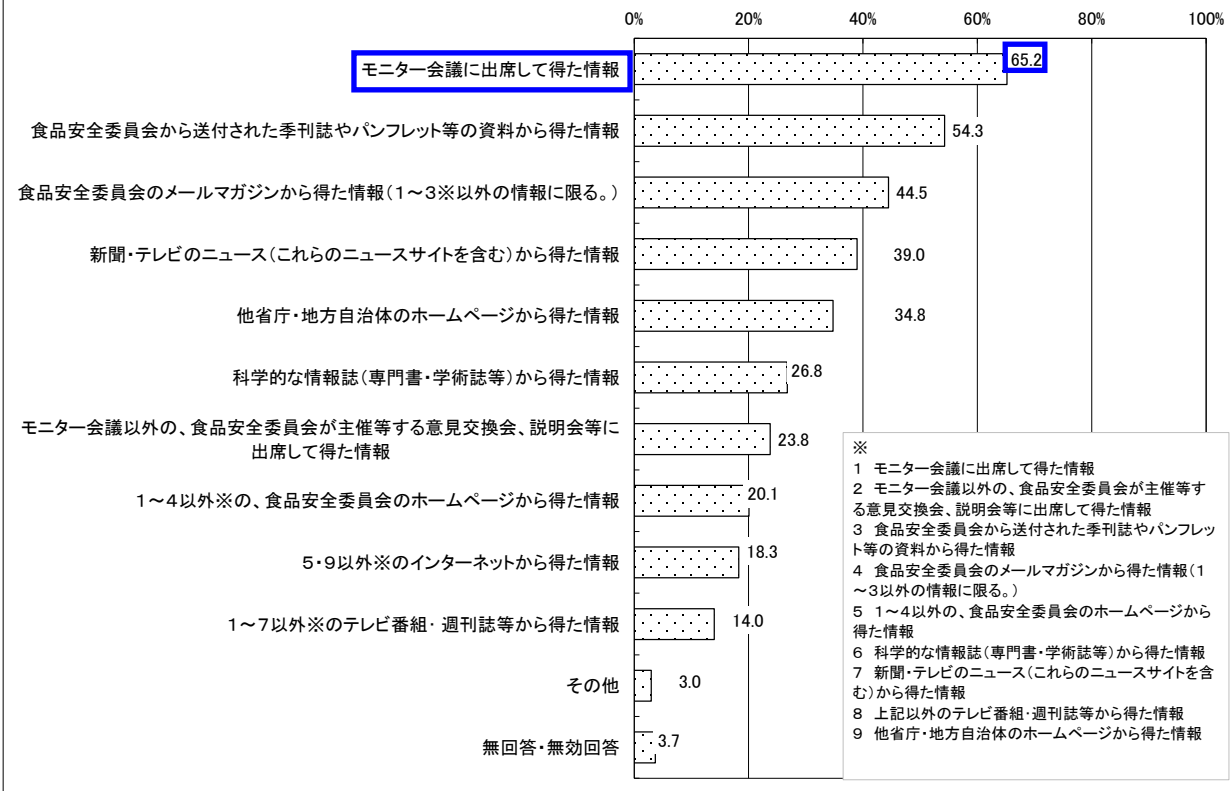 0% 20% 40% 60% 80% 100%
モニター会議に出席して得た情報 65.2
食品安全委員会から送付された季刊誌やパンフレット等の資料から得た情報 54.3
食品安全委員会のメールマガジンから得た情報(1~3※以外の情報に限る。) 44.5
新聞・テレビのニュース(これらのニュースサイトを含む)から得た情報 39.0
他省庁・地方自治体のホームページから得た情報 34.8
科学的な情報誌(専門書・学術誌等)から得た情報 26.8
モニター会議以外の、食品安全委員会が主催等する意見交換会、説明会等に
出席して得た情報 23.8
1~4以外※の、食品安全委員会のホームページから得た情報 20.1
5・9以外※のインターネットから得た情報 18.3
1~7以外※のテレビ番組・週刊誌等から得た情報 14.0
その他 3.0
無回答・無効回答 3.7
※
1 モニター会議に出席して得た情報
2 モニター会議以外の、食品安全委員会が主催等す
る意見交換会、説明会等に出席して得た情報
3 食品安全委員会から送付された季刊誌やパンフレッ
ト等の資料から得た情報
4 食品安全委員会のメールマガジンから得た情報(1
~3以外の情報に限る。)
5 1~4以外の、食品安全委員会のホームページから
得た情報
6 科学的な情報誌(専門書・学術誌等)から得た情報
7 新聞・テレビのニュース(これらのニュースサイトを含
む)から得た情報
8 上記以外のテレビ番組・週刊誌等から得た情報
9 他省庁・地方自治体のホームページから得た情報